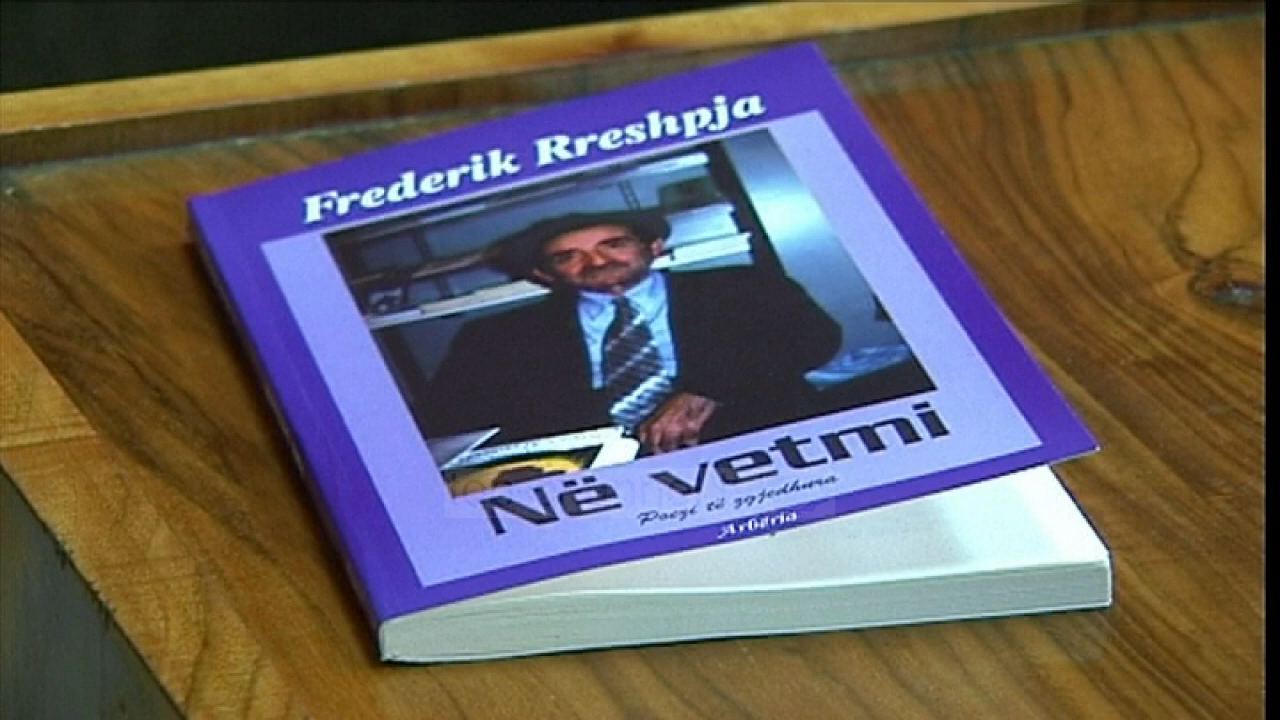 Frederik Rreshpja
Në vetmi
Poezi të zgjedhura
Arbëria